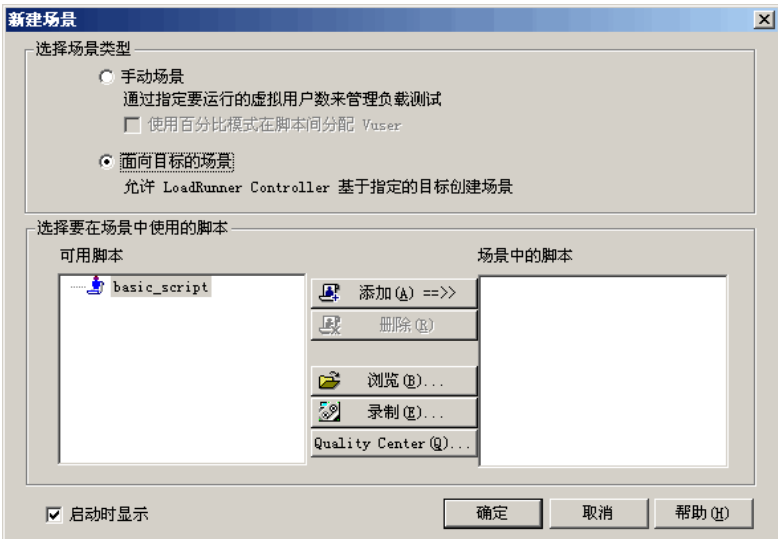 新建场景
选择场景类型
手动场景
通过指定要运行的虚拟用户数来管理负载测试
使用百分比模式在脚本间分配 Vuser
面向目标的场景
允许 LoadRunner Controller 基于指定的目标创建场景
选择要在场景中使用的脚本
可用脚本
场景中的脚本
basic_script
添加(A) ==>>
删除(R)
浏览(B)...
录制(E)...
Quality Center(Q)...
启动时显示
确定
取消
帮助(H)